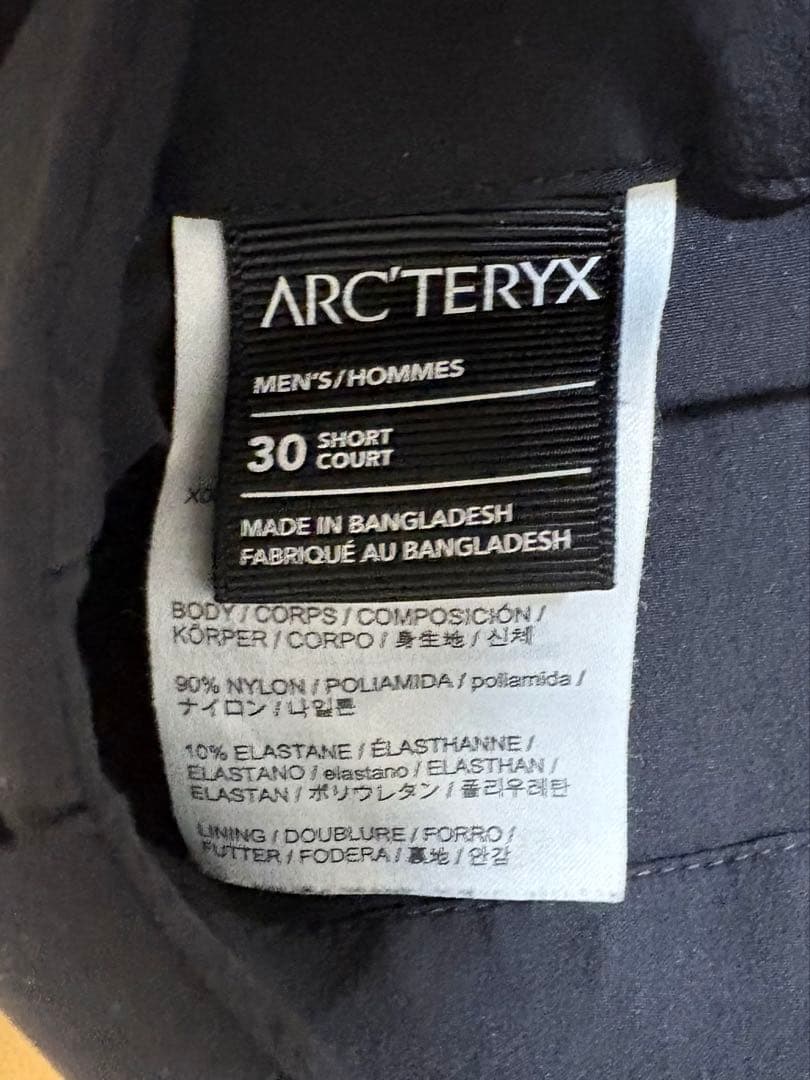 ARC'TERYX
MEN'S/HOMMES
30 SHORT
COURT
MADE IN BANGLADESH
FABRIQUÉ AU BANGLADESH
BODY / CORPS / COMPOSICIÓN /
KÖRPER / CORPO / 身生地 / 신체
90% NYLON / POLIAMIDA / poliamida /
ナイロン / 나일론
10% ELASTANE / ÉLASTHANNE /
ELASTANO / elastano / ELASTHAN /
ELASTAN / ポリウレタン / 폴리우레탄
LINING / DOUBLURE / FORRO /
FUTTER / FODERA / 裏地 / 안감